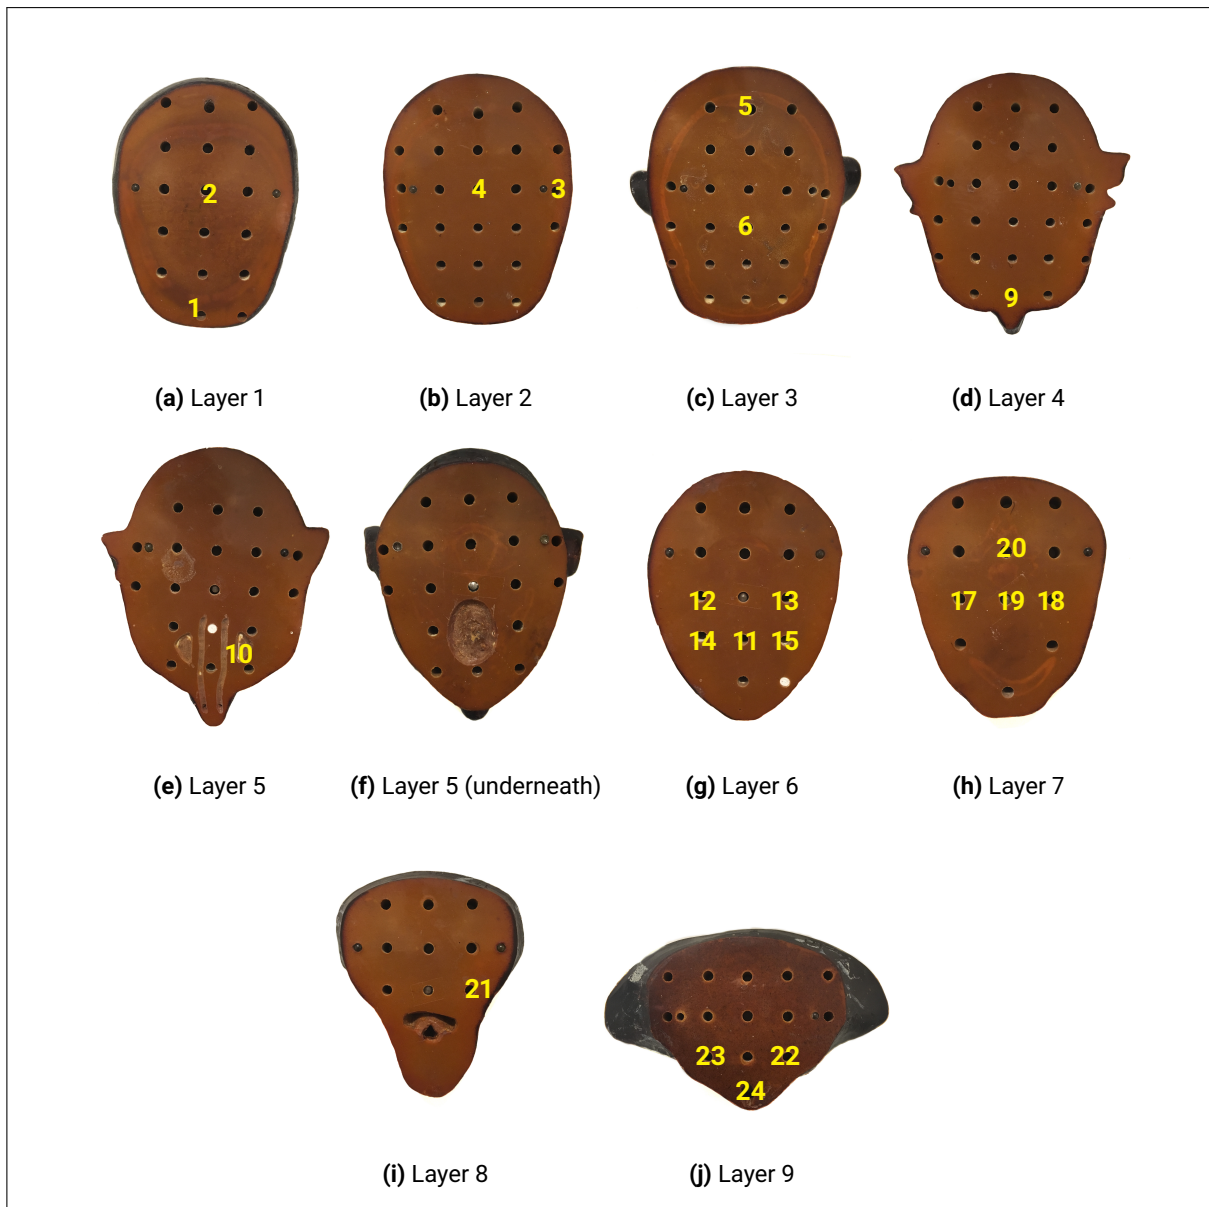 5
2
4
3
6
1
9
(a) Layer 1
(b) Layer 2
(c) Layer 3
(d) Layer 4
10
12
13
14
11
15
20
17
19
18
(e) Layer 5
(f) Layer 5 (underneath)
(g) Layer 6
(h) Layer 7
21
23
22
24
(i) Layer 8
(j) Layer 9